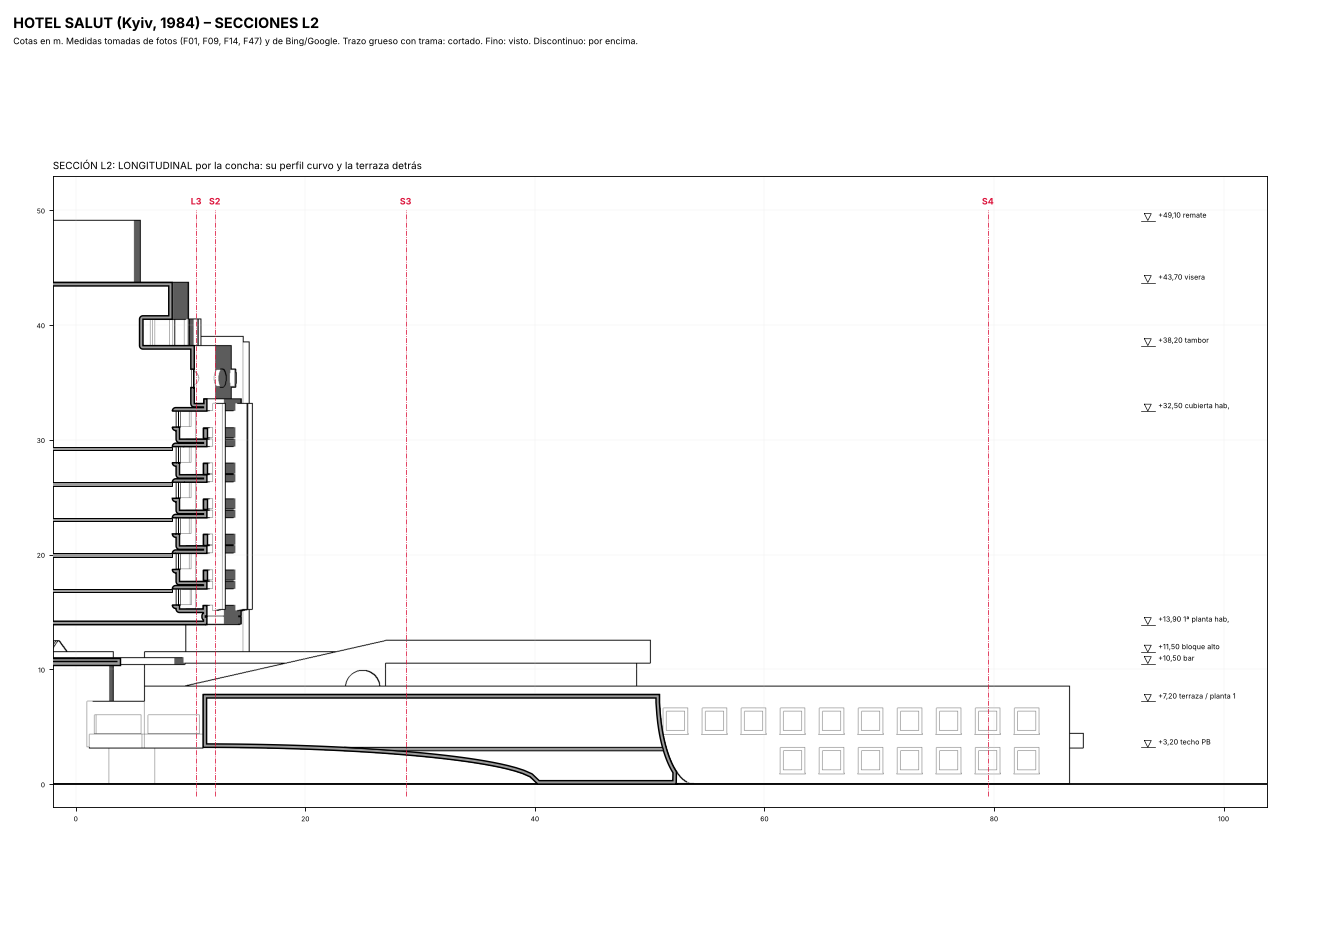 HOTEL SALUT (Kyiv, 1984) – SECCIONES L2
Cotas en m. Medidas tomadas de fotos (F01, F09, F14, F47) y de Bing/Google. Trazo grueso con trama: cortado. Fino: visto. Discontinuo: por encima.
SECCIÓN L2: LONGITUDINAL por la concha: su perfil curvo y la terraza detrás
L3 S2 S3 S4
50
+49,10 remate
+43,70 visera
40
+38,20 tambor
+32,50 cubierta hab,
30
20
+13,90 1ª planta hab,
+11,50 bloque alto
+10,50 bar
10
+7,20 terraza / planta 1
+3,20 techo PB
0
0 20 40 60 80 100